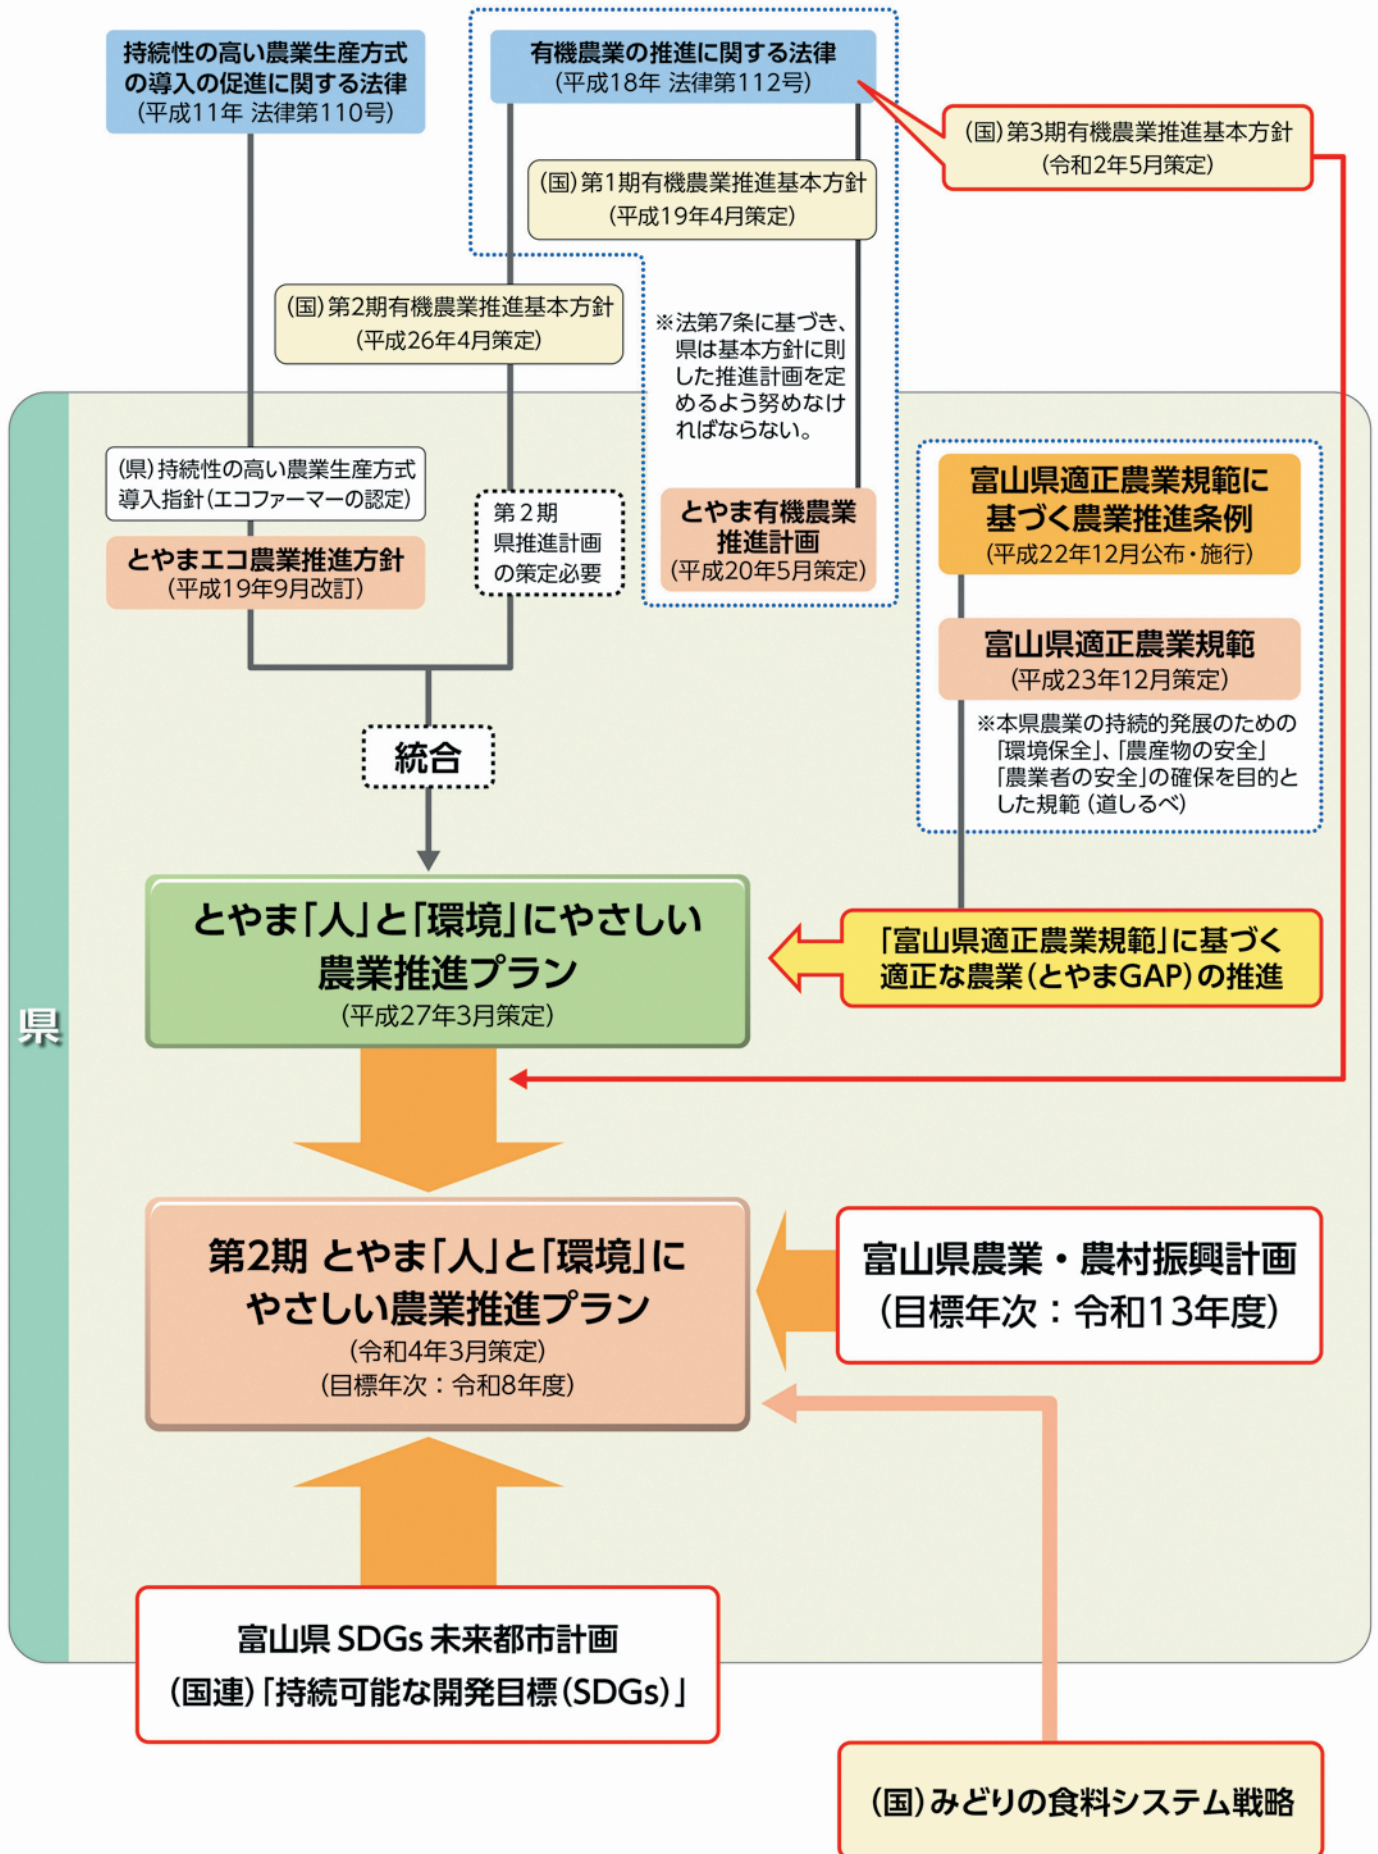 持続性の高い農業生産方式
の導入の促進に関する法律
(平成11年 法律第110号)
有機農業の推進に関する法律
(平成18年 法律第112号)
(国)第3期有機農業推進基本方針
(令和2年5月策定)
(国)第1期有機農業推進基本方針
(平成19年4月策定)
(国)第2期有機農業推進基本方針
(平成26年4月策定)
※法第7条に基づき、
県は基本方針に則
した推進計画を定
めるよう努めなけ
ればならない。
県
(県)持続性の高い農業生産方式
導入指針(エコファーマーの認定)
とやまエコ農業推進方針
(平成19年9月改訂)
第2期
県推進計画
の策定必要
とやま有機農業
推進計画
(平成20年5月策定)
富山県適正農業規範に
基づく農業推進条例
(平成22年12月公布・施行)
富山県適正農業規範
(平成23年12月策定)
※本県農業の持続的発展のための
「環境保全」、「農産物の安全」
「農業者の安全」の確保を目的と
した規範(道しるべ)
統合
とやま「人」と「環境」にやさしい
農業推進プラン
(平成27年3月策定)
「富山県適正農業規範」に基づく
適正な農業(とやまGAP)の推進
第2期 とやま「人」と「環境」に
やさしい農業推進プラン
(令和4年3月策定)
(目標年次：令和8年度)
富山県農業・農村振興計画
(目標年次：令和13年度)
富山県 SDGs 未来都市計画
(国連)「持続可能な開発目標(SDGs)」
(国)みどりの食料システム戦略